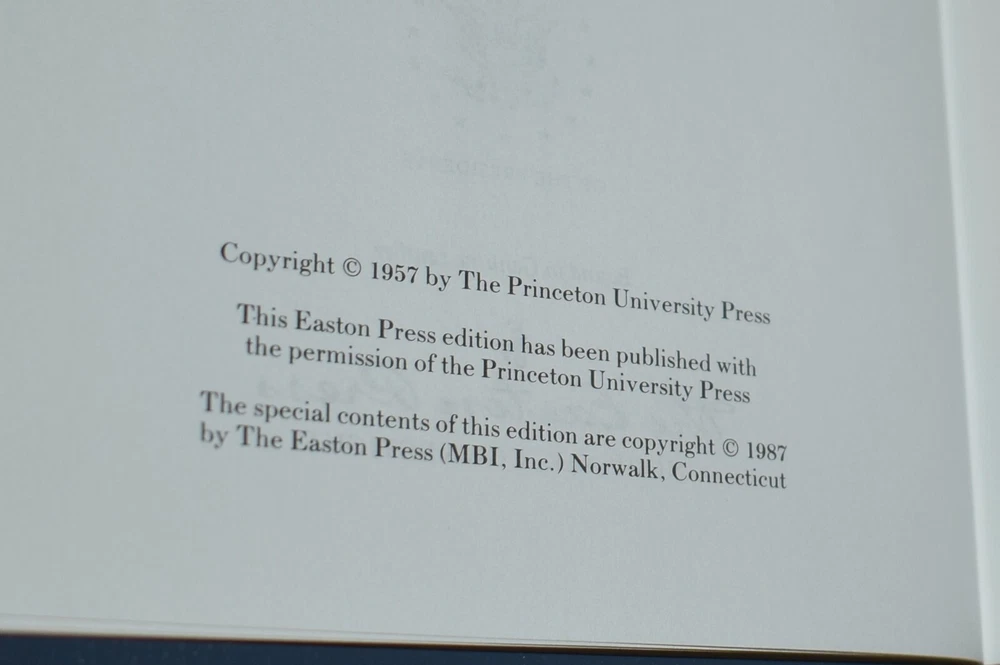 Copyright © 1957 by The Princeton University Press
This Easton Press edition has been published with
the permission of the Princeton University Press
The special contents of this edition are copyright © 1987
by The Easton Press (MBI, Inc.) Norwalk, Connecticut